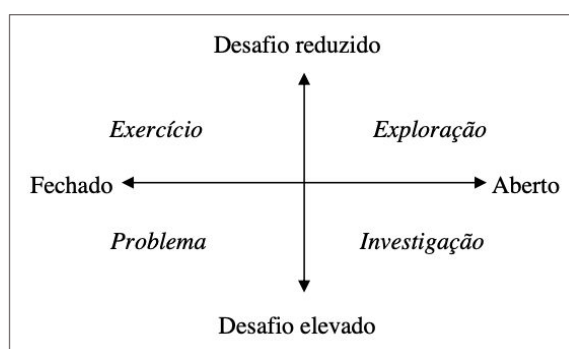 Desafio reduzido
Exercício Exploração
Fechado Aberto
Problema Investigação
Desafio elevado